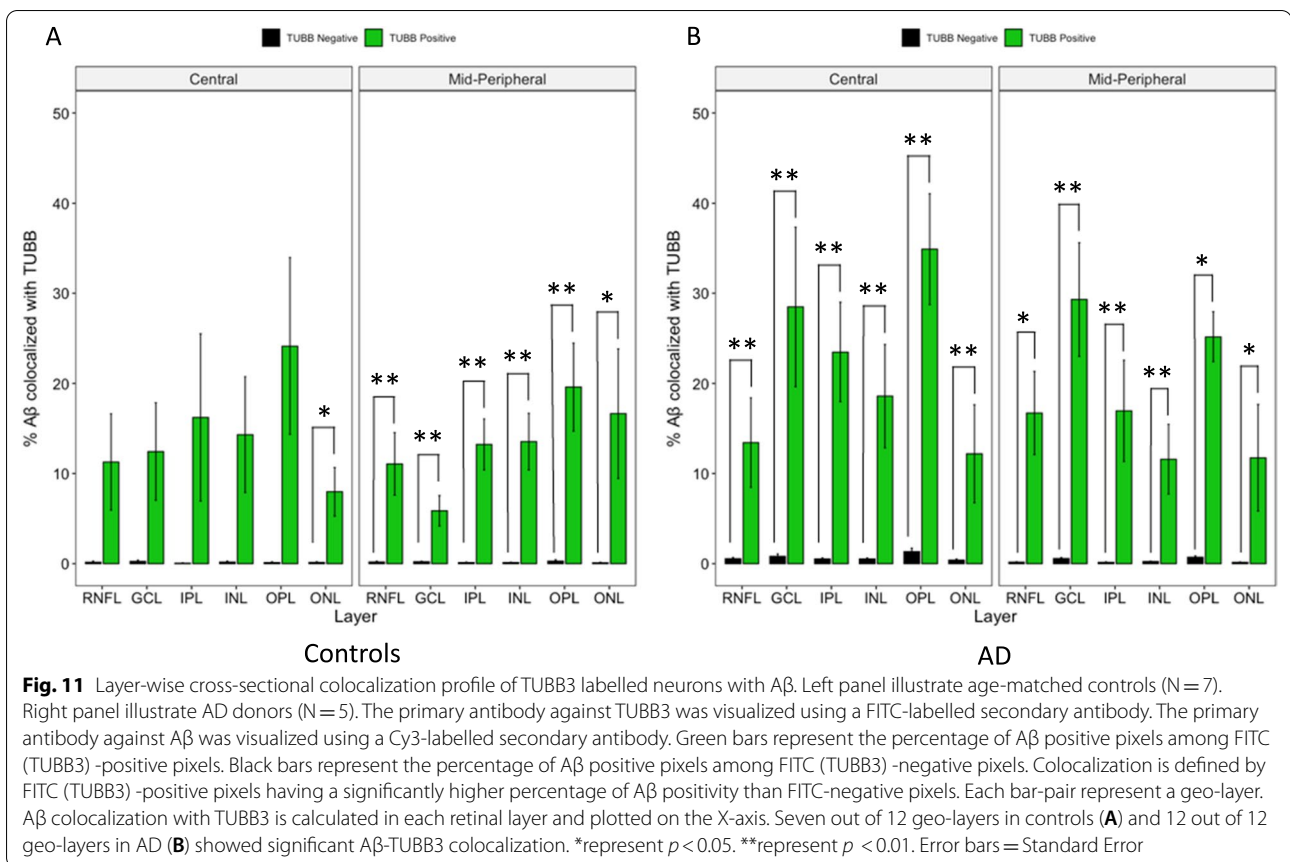 A
TUBB Negative TUBB Positive
Central Mid-Peripheral
% Aβ colocalized with TUBB
50
40
30
20
10
0
*
** ** ** ** ** *
RNFL GCL IPL INL OPL ONL RNFL GCL IPL INL OPL ONL
Layer
Controls
B
TUBB Negative TUBB Positive
Central Mid-Peripheral
% Aβ colocalized with TUBB
50
40
30
20
10
0
** ** ** ** ** **
* ** ** ** * *
RNFL GCL IPL INL OPL ONL RNFL GCL IPL INL OPL ONL
Layer
AD
Fig. 11 Layer-wise cross-sectional colocalization profile of TUBB3 labelled neurons with Aβ. Left panel illustrate age-matched controls (N = 7).
Right panel illustrate AD donors (N = 5). The primary antibody against TUBB3 was visualized using a FITC-labelled secondary antibody. The primary
antibody against Aβ was visualized using a Cy3-labelled secondary antibody. Green bars represent the percentage of Aβ positive pixels among FITC
(TUBB3) -positive pixels. Black bars represent the percentage of Aβ positive pixels among FITC (TUBB3) -negative pixels. Colocalization is defined by
FITC (TUBB3) -positive pixels having a significantly higher percentage of Aβ positivity than FITC-negative pixels. Each bar-pair represent a geo-layer.
Aβ colocalization with TUBB3 is calculated in each retinal layer and plotted on the X-axis. Seven out of 12 geo-layers in controls (A) and 12 out of 12
geo-layers in AD (B) showed significant Aβ-TUBB3 colocalization. *represent p < 0.05. **represent p < 0.01. Error bars = Standard Error